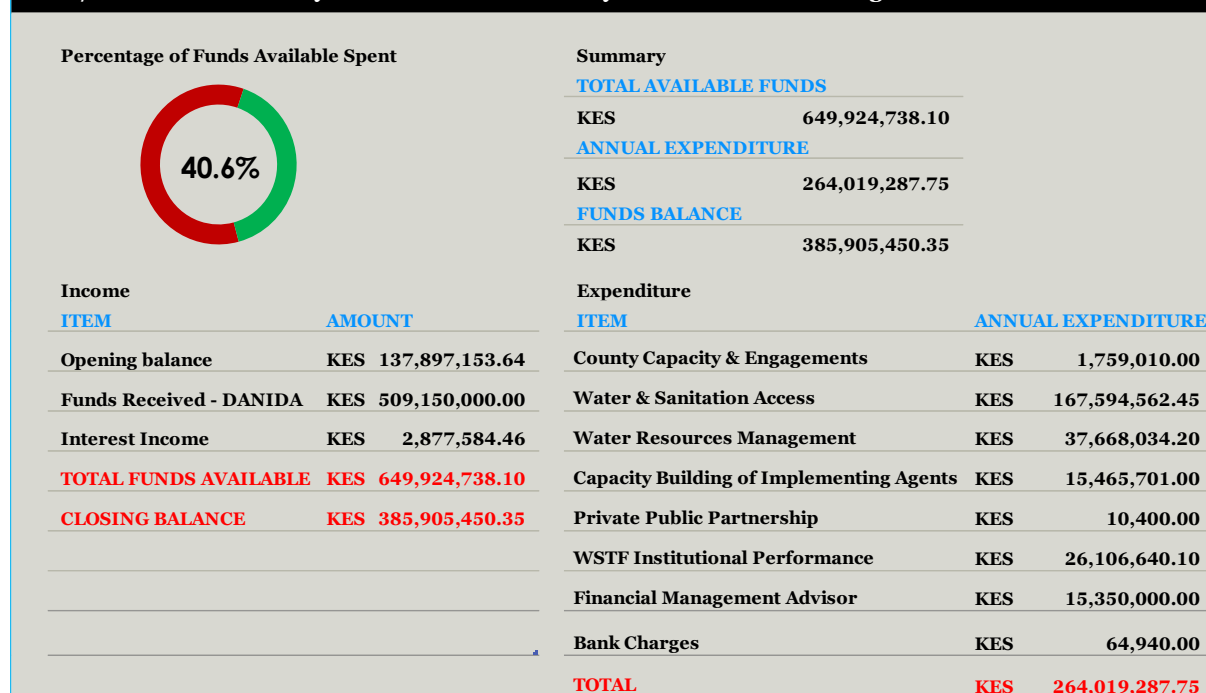 Percentage of Funds Available Spent
40.6%
Summary
TOTAL AVAILABLE FUNDS
KES 649,924,738.10
ANNUAL EXPENDITURE
KES 264,019,287.75
FUNDS BALANCE
KES 385,905,450.35
Income
ITEM AMOUNT
Opening balance KES 137,897,153.64
Funds Received - DANIDA KES 509,150,000.00
Interest Income KES 2,877,584.46
TOTAL FUNDS AVAILABLE KES 649,924,738.10
CLOSING BALANCE KES 385,905,450.35
Expenditure
ITEM ANNUAL EXPENDITURE
County Capacity & Engagements KES 1,759,010.00
Water & Sanitation Access KES 167,594,562.45
Water Resources Management KES 37,668,034.20
Capacity Building of Implementing Agents KES 15,465,701.00
Private Public Partnership KES 10,400.00
WSTF Institutional Performance KES 26,106,640.10
Financial Management Advisor KES 15,350,000.00
Bank Charges KES 64,940.00
TOTAL KES 264,019,287.75